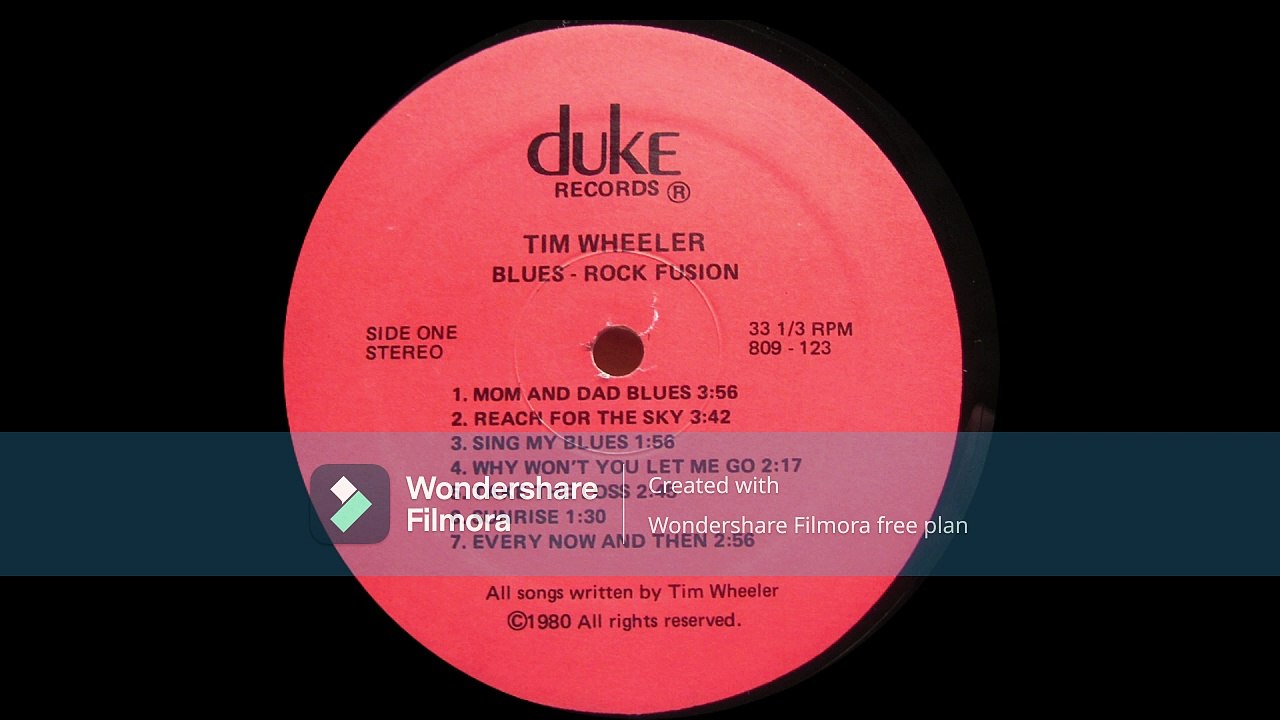 duke
RECORDS ®
TIM WHEELER
BLUES - ROCK FUSION
SIDE ONE
STEREO
33 1/3 RPM
809 - 123
1. MOM AND DAD BLUES 3:56
2. REACH FOR THE SKY 3:42
3. SING MY BLUES 1:56
4. WHY WON'T YOU LET ME GO 2:17
SUNRISE 1:30
7. EVERY NOW AND THEN 2:56
Wondershare
Filmora
Created with
Wondershare Filmora free plan
All songs written by Tim Wheeler
©1980 All rights reserved.